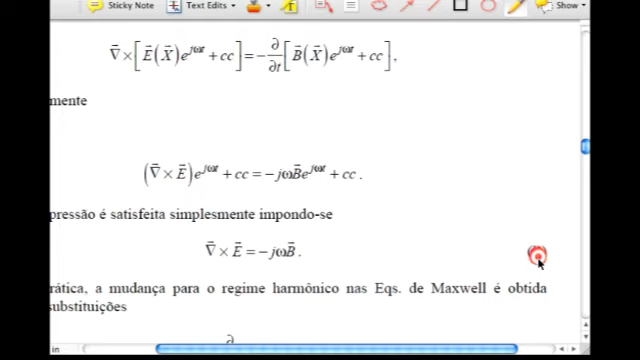 Sticky Note Text Edits Show
∇⃗ × [E⃗(X⃗)e^{jωt} + cc] = −∂/∂t [B⃗(X⃗)e^{jωt} + cc],
mente
(∇⃗ × E⃗)e^{jωt} + cc = −jωB⃗e^{jωt} + cc .
pressão é satisfeita simplesmente impondo-se
∇⃗ × E⃗ = −jωB⃗ .
rática, a mudança para o regime harmônico nas Eqs. de Maxwell é obtida
substituições
∂
in